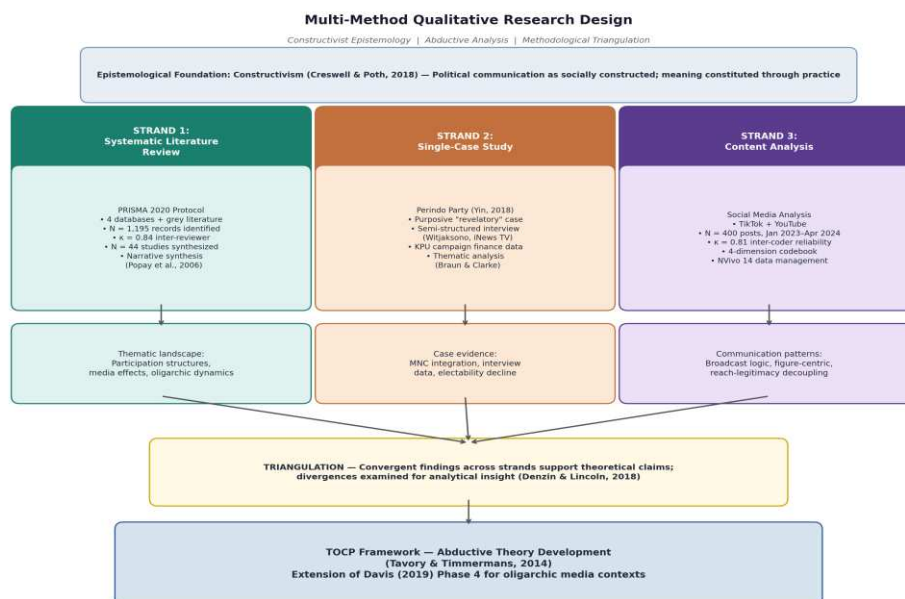 Multi-Method Qualitative Research Design
Constructivist Epistemology | Abductive Analysis | Methodological Triangulation
Epistemological Foundation: Constructivism (Creswell & Poth, 2018) — Political communication as socially constructed; meaning constituted through practice
STRAND 1:
Systematic Literature
Review
PRISMA 2020 Protocol
• 4 databases + grey literature
• N = 1,195 records identified
• κ = 0.84 inter-reviewer
• N = 44 studies synthesized
• Narrative synthesis
(Popay et al., 2006)
Thematic landscape:
Participation structures,
media effects, oligarchic dynamics
STRAND 2:
Single-Case Study
Perindo Party (Yin, 2018)
• Purposive "revelatory" case
• Semi-structured interview
(Witjaksono, iNews TV)
• KPU campaign finance data
• Thematic analysis
(Braun & Clarke)
Case evidence:
MNC integration, interview
data, electability decline
STRAND 3:
Content Analysis
Social Media Analysis
• TikTok + YouTube
• N = 400 posts, Jan 2023–Apr 2024
• κ = 0.81 inter-coder reliability
• 4-dimension codebook
• NVivo 14 data management
Communication patterns:
Broadcast logic, figure-centric,
reach-legitimacy decoupling
TRIANGULATION — Convergent findings across strands support theoretical claims;
divergences examined for analytical insight (Denzin & Lincoln, 2018)
TOCP Framework — Abductive Theory Development
(Tavory & Timmermans, 2014)
Extension of Davis (2019) Phase 4 for oligarchic media contexts